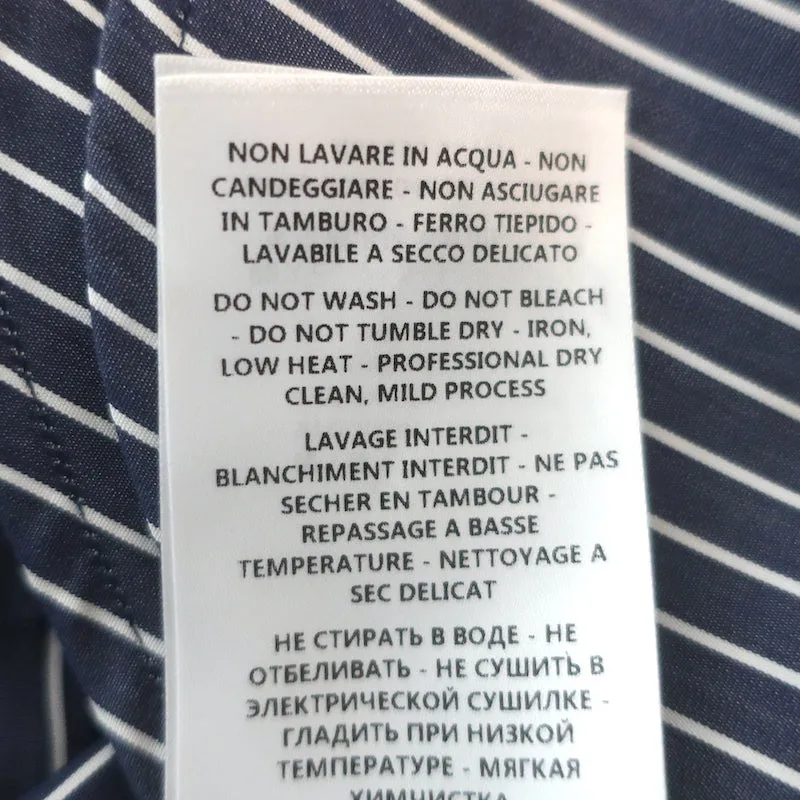 NON LAVARE IN ACQUA - NON
CANDEGGIARE - NON ASCIUGARE
IN TAMBURO - FERRO TIEPIDO -
LAVABILE A SECCO DELICATO
DO NOT WASH - DO NOT BLEACH
- DO NOT TUMBLE DRY - IRON,
LOW HEAT - PROFESSIONAL DRY
CLEAN, MILD PROCESS
LAVAGE INTERDIT -
BLANCHIMENT INTERDIT - NE PAS
SECHER EN TAMBOUR -
REPASSAGE A BASSE
TEMPERATURE - NETTOYAGE A
SEC DELICAT
НЕ СТИРАТЬ В ВОДЕ - НЕ
ОТБЕЛИВАТЬ - НЕ СУШИТЬ В
ЭЛЕКТРИЧЕСКОЙ СУШИЛКЕ -
ГЛАДИТЬ ПРИ НИЗКОЙ
ТЕМПЕРАТУРЕ - МЯГКАЯ
ХИМЧИСТКА